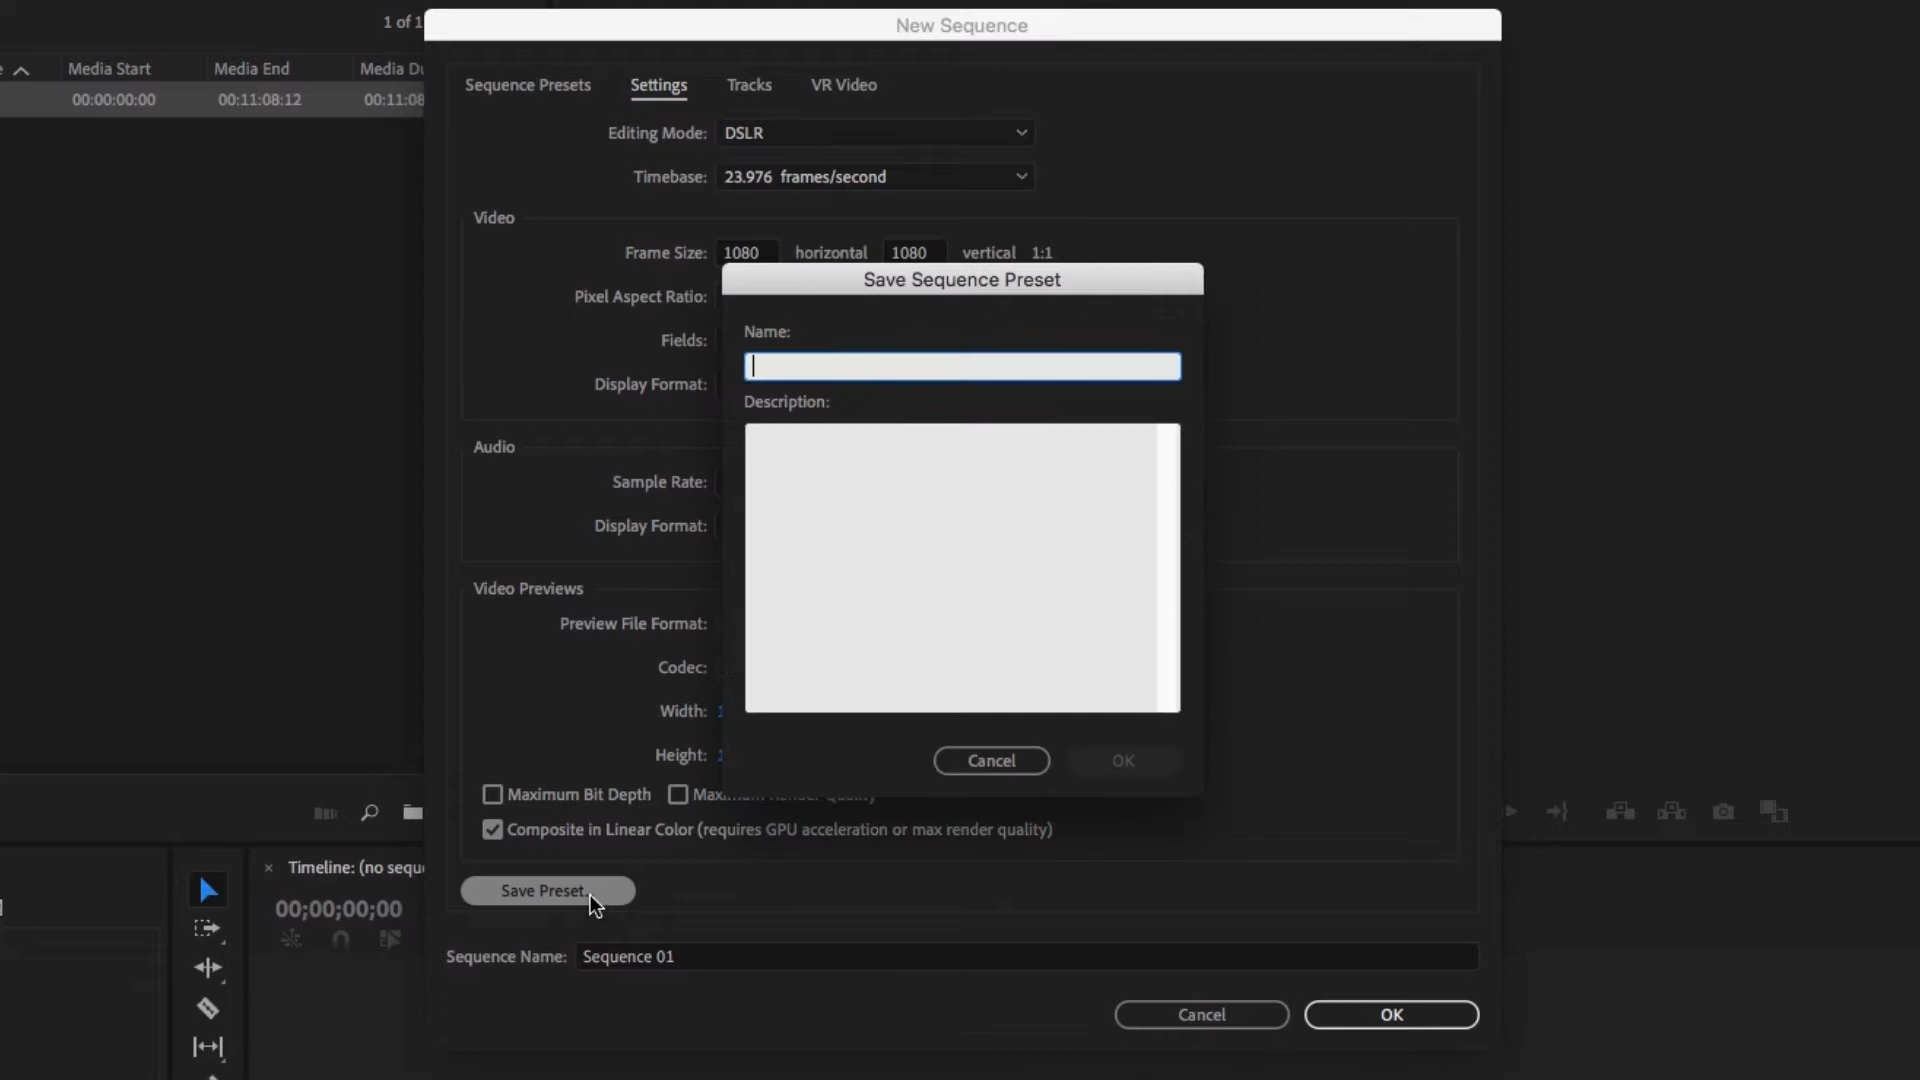 1 of 1
New Sequence
Media Start Media End
00:00:00:00 00:11:08:12 00:11:08
Sequence Presets Settings Tracks VR Video
Editing Mode: DSLR
Timebase: 23.976 frames/second
Video
Frame Size: 1080 horizontal 1080 vertical 1:1
Pixel Aspect Ratio:
Fields:
Display Format:
Audio
Sample Rate:
Display Format:
Video Previews
Preview File Format:
Codec:
Width:
Height:
Save Sequence Preset
Name:
Description:
Cancel OK
Maximum Bit Depth
Composite in Linear Color (requires GPU acceleration or max render quality)
Save Preset
Timeline: (no sequ
00;00;00;00
Sequence Name: Sequence 01
Cancel OK